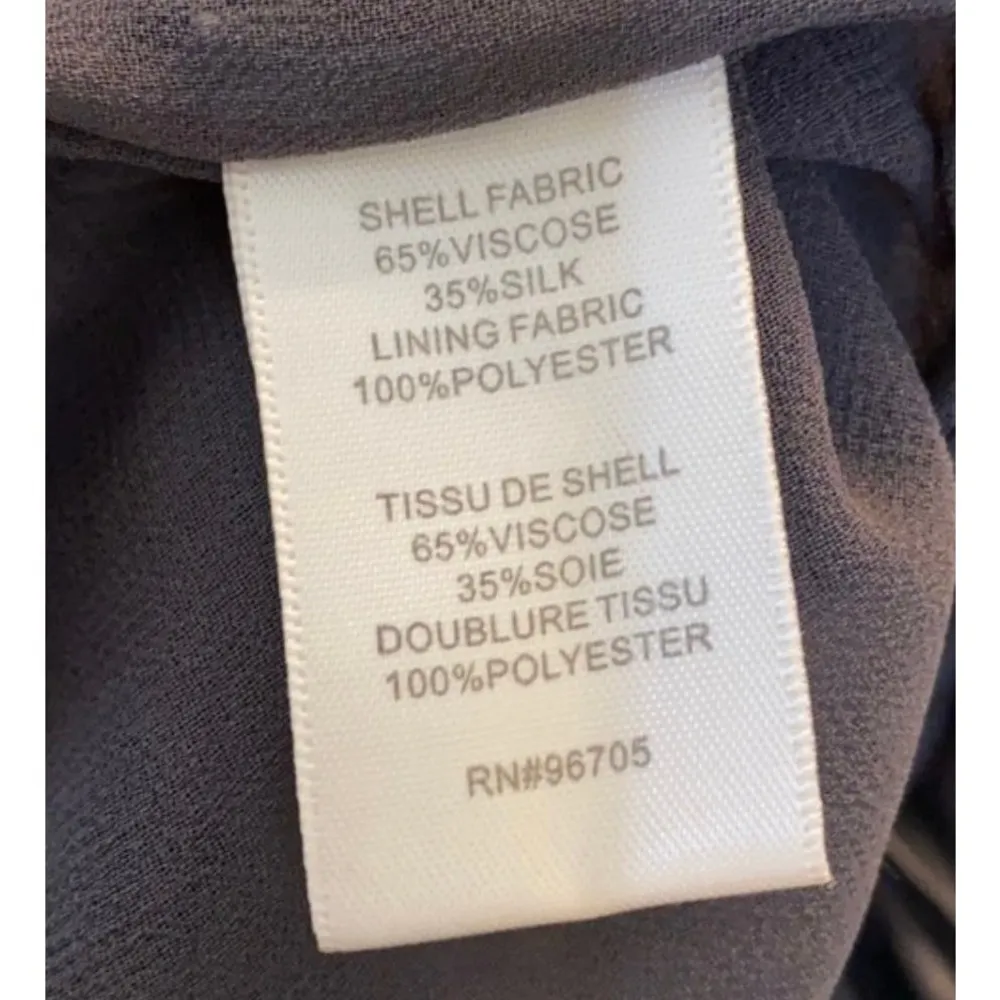 SHELL FABRIC
65%VISCOSE
35%SILK
LINING FABRIC
100%POLYESTER
TISSU DE SHELL
65%VISCOSE
35%SOIE
DOUBLURE TISSU
100%POLYESTER
RN#96705